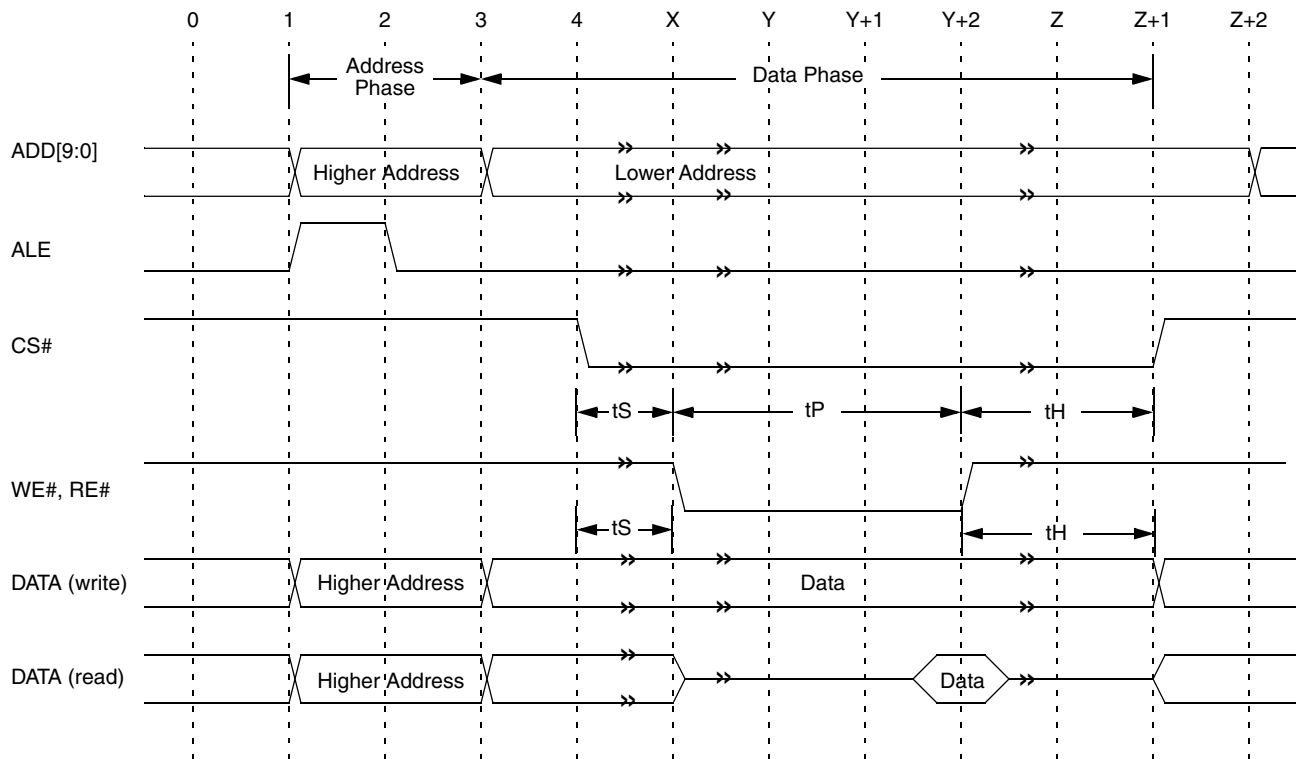 0 1 2 3 4 X Y Y+1 Y+2 Z Z+1 Z+2
Address
Phase
Data Phase
ADD[9:0]
Higher Address
Lower Address
ALE
CS#
tS
tP
tH
WE#, RE#
tS
tH
DATA (write)
Higher Address
Data
DATA (read)
Higher Address
Data